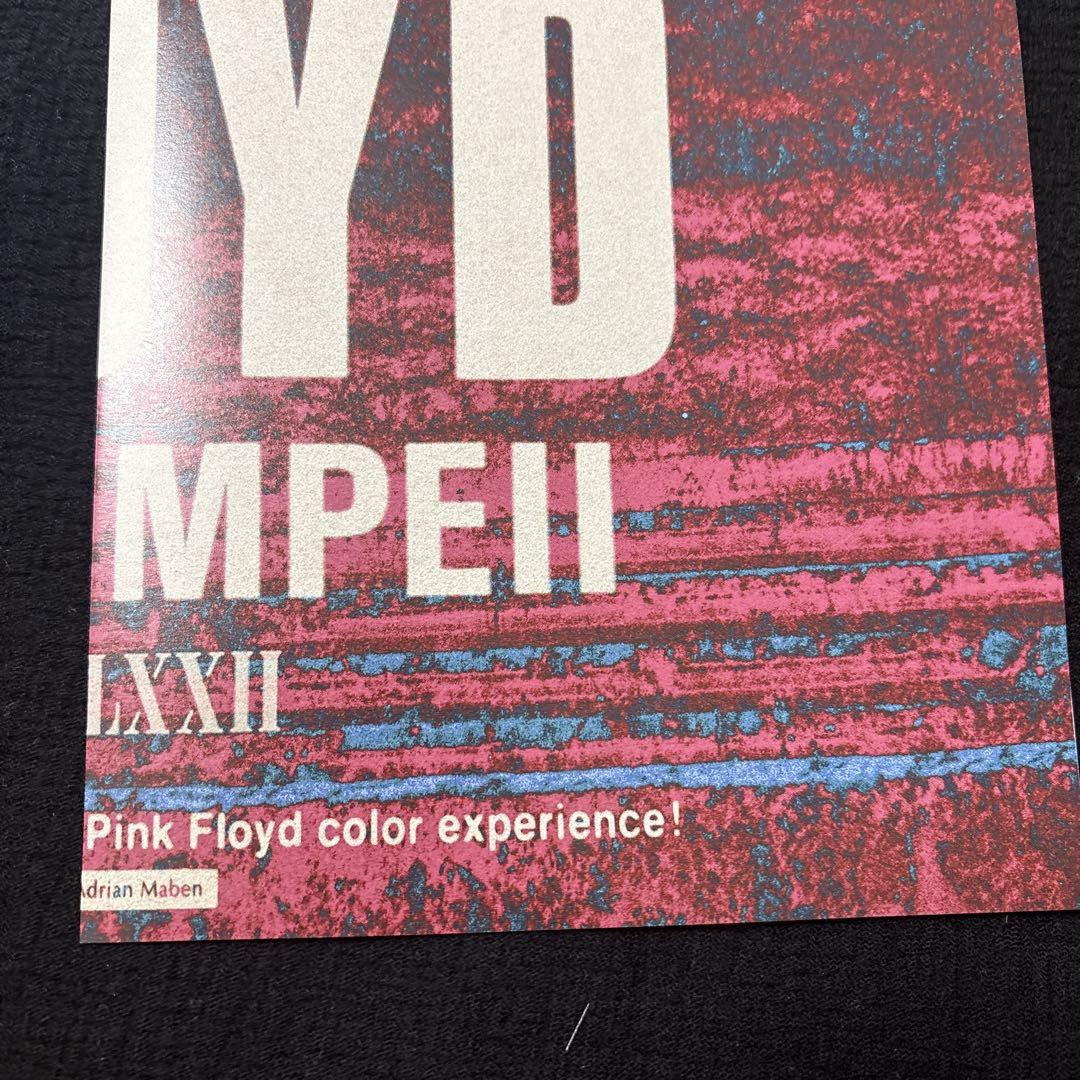 YD
MPEII
LXXII
Pink Floyd color experience!
Adrian Maben